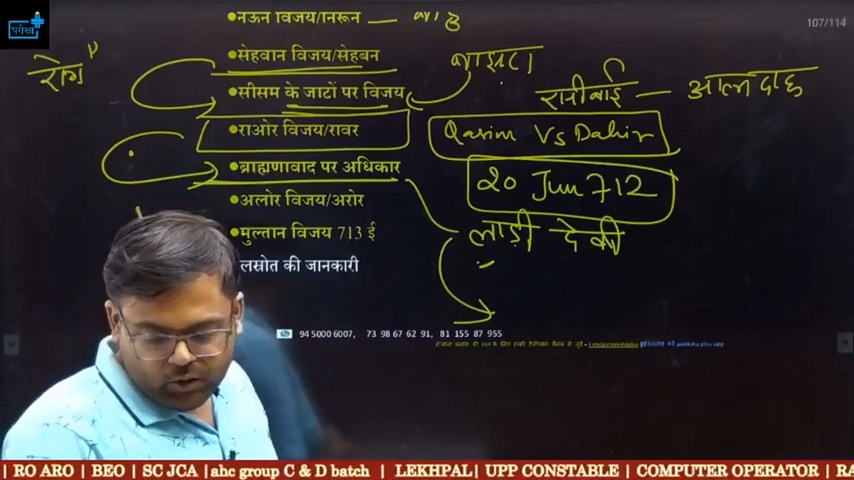 परीक्षा
107/114
•नऊन विजय/निरून —
•सेहवान विजय/सेहबन
रोग
•सीसम के जाटों पर विजय
रानीबाई — आत्मदाह
•राओर विजय/रावर
Qasim Vs Dahir
•ब्राह्मणावाद पर अधिकार
20 Jun 712
•अलोर विजय/अरोर
लाड़ी देवी
•मुल्तान विजय 713 ई
लस्रोत की जानकारी
94 5000 6007, 73 98 67 62 91, 81 155 87 955
| RO ARO | BEO | SC JCA |ahc group C & D batch | LEKHPAL| UPP CONSTABLE | COMPUTER OPERATOR | RA